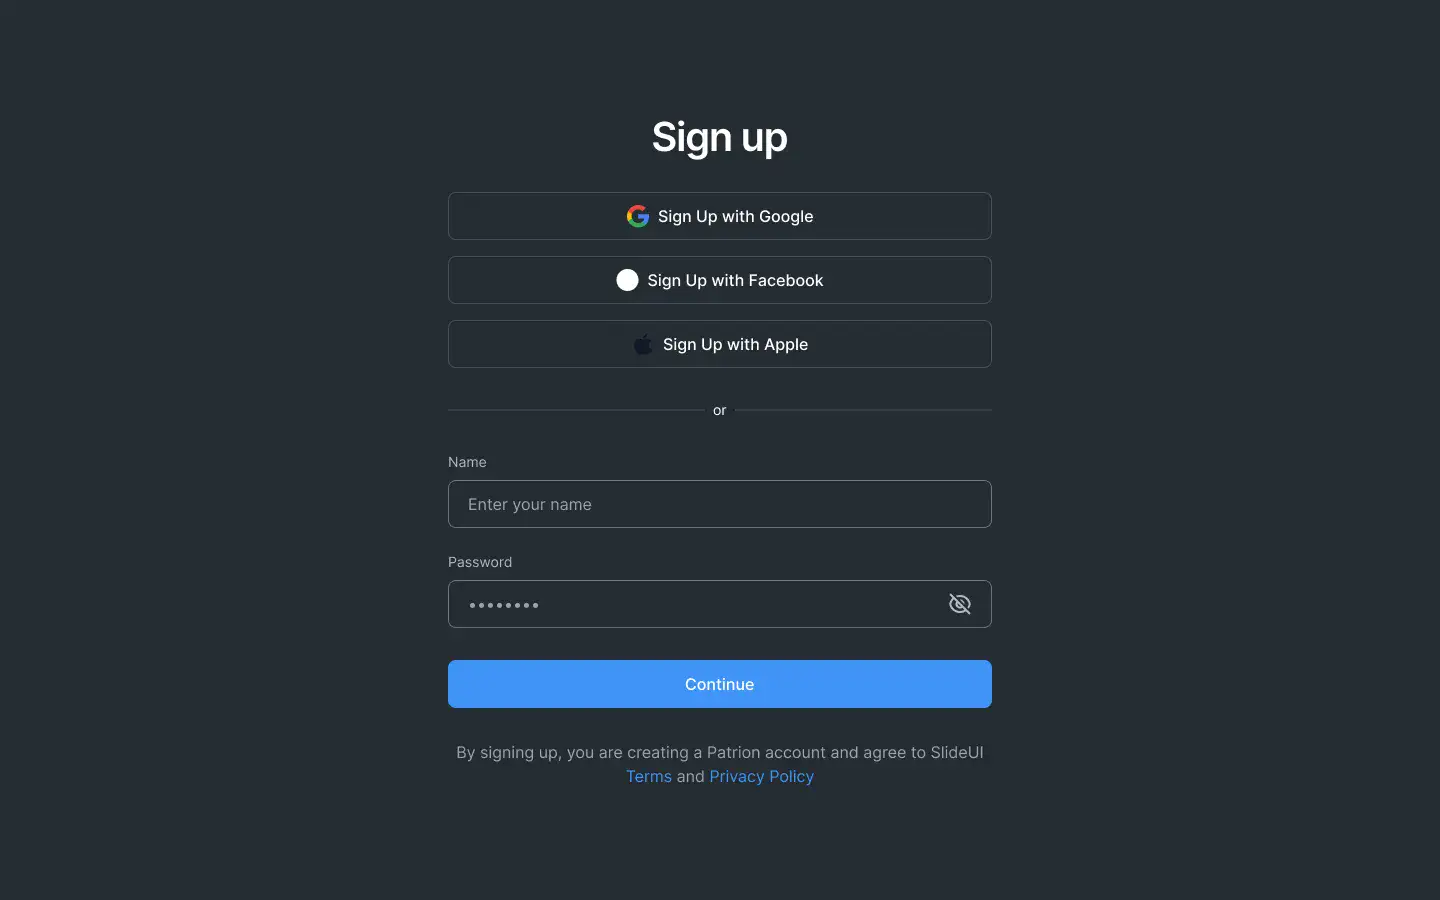 Sign up
Sign Up with Google
Sign Up with Facebook
Sign Up with Apple
or
Name
Enter your name
Password
••••••••
Continue
By signing up, you are creating a Patrion account and agree to SlideUI
Terms and Privacy Policy